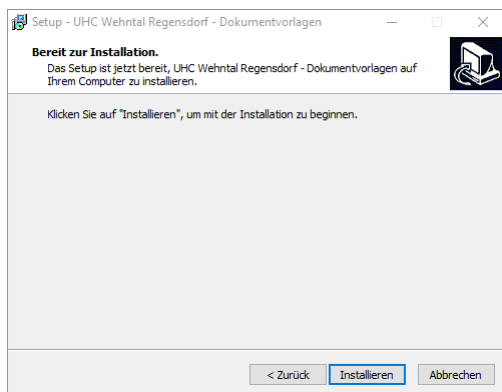 Setup - UHC Wehntal Regensdorf - Dokumentvorlagen
Bereit zur Installation.
Das Setup ist jetzt bereit, UHC Wehntal Regensdorf - Dokumentvorlagen auf
Ihrem Computer zu installieren.
Klicken Sie auf "Installieren", um mit der Installation zu beginnen.
< Zurück
Installieren
Abbrechen